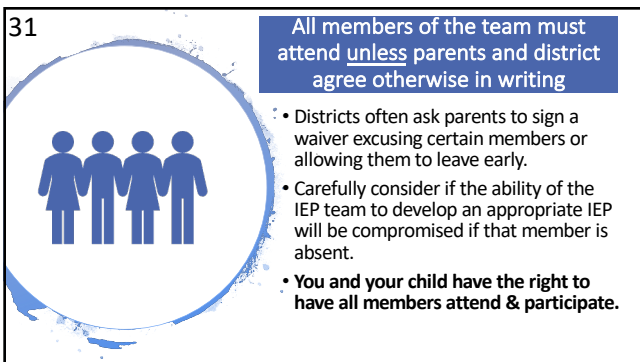 31
All members of the team must
attend unless parents and district
agree otherwise in writing
• Districts often ask parents to sign a
waiver excusing certain members or
allowing them to leave early.
• Carefully consider if the ability of the
IEP team to develop an appropriate IEP
will be compromised if that member is
absent.
• You and your child have the right to
have all members attend & participate.